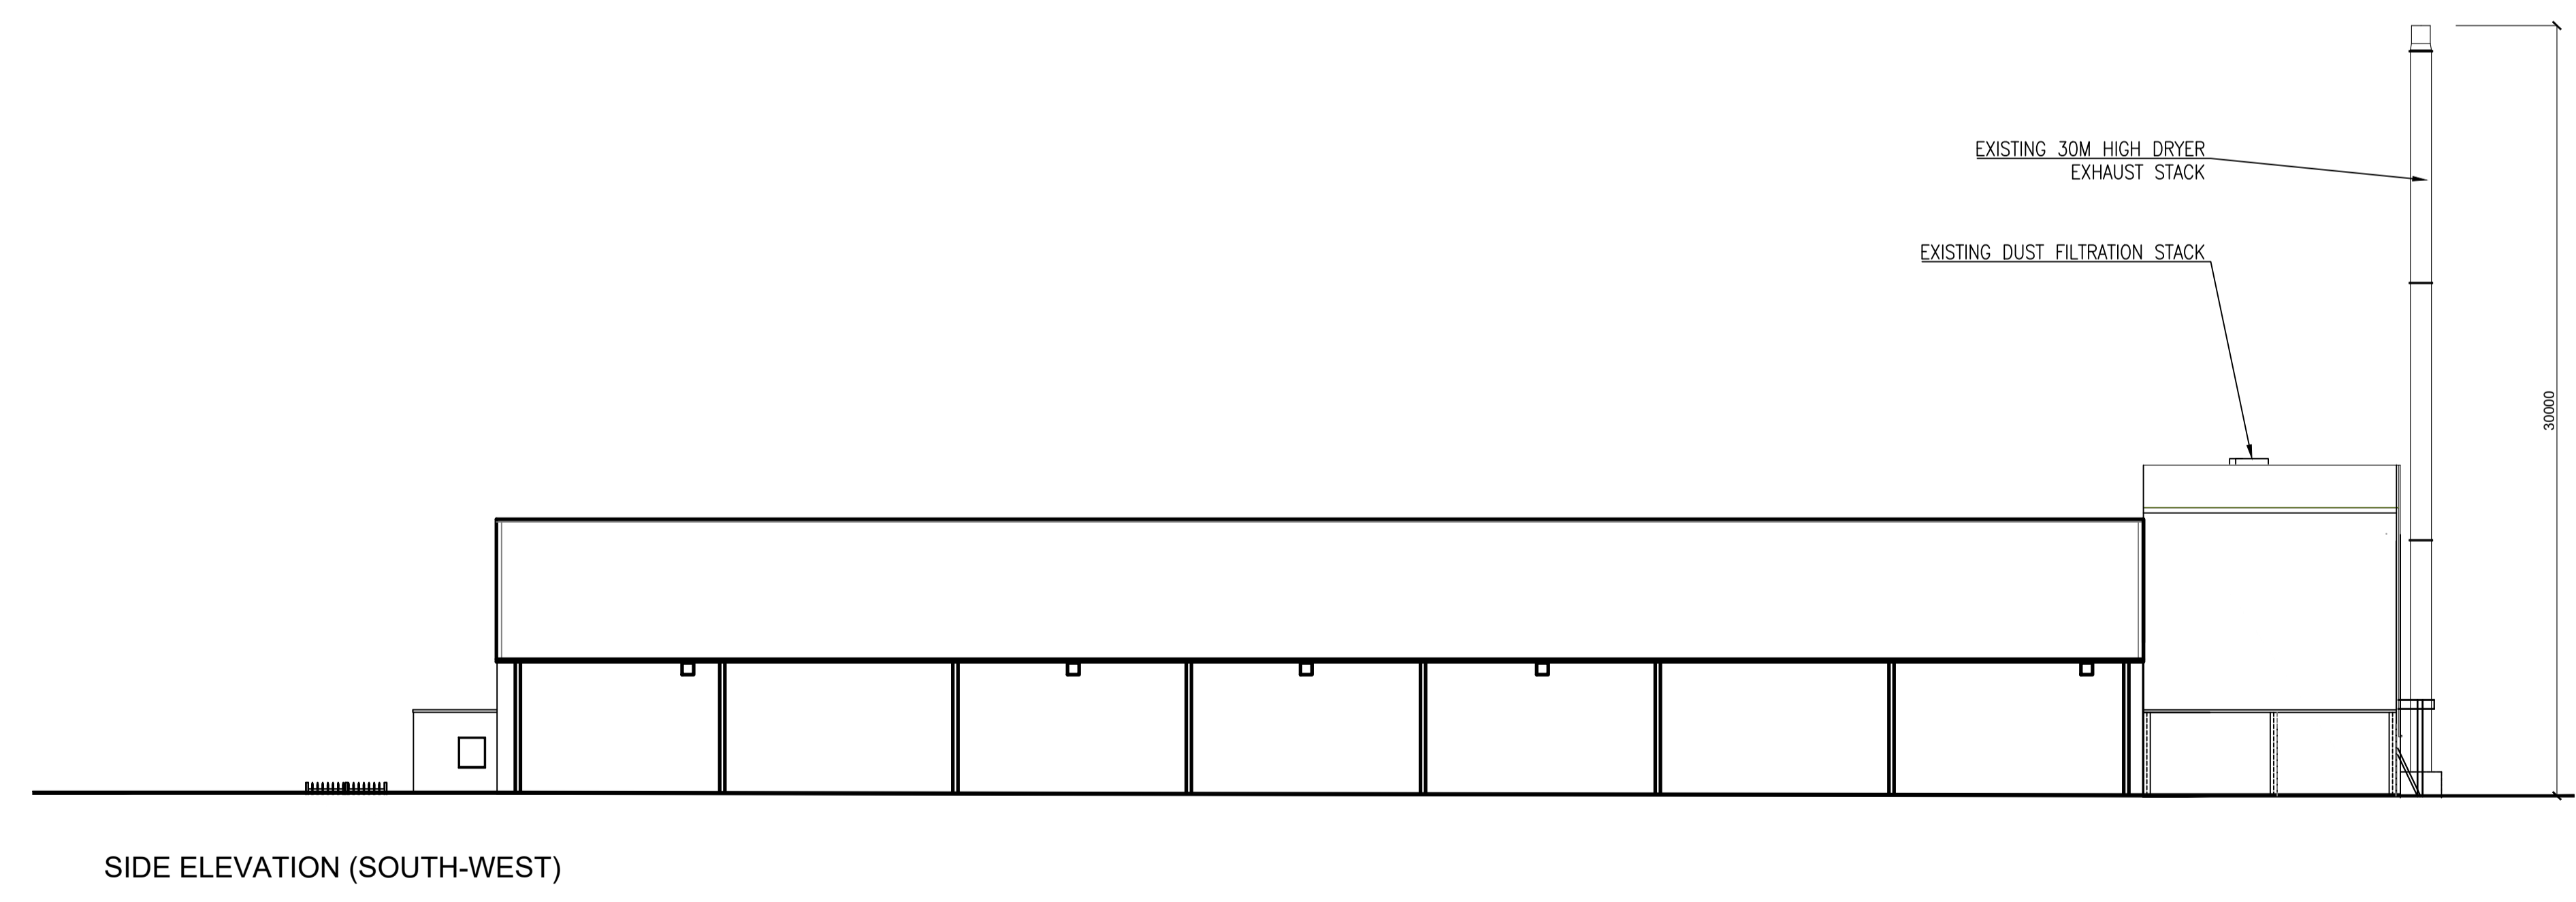 EXISTING 30M HIGH DRYER
EXHAUST STACK
EXISTING DUST FILTRATION STACK
30000
SIDE ELEVATION (SOUTH-WEST)